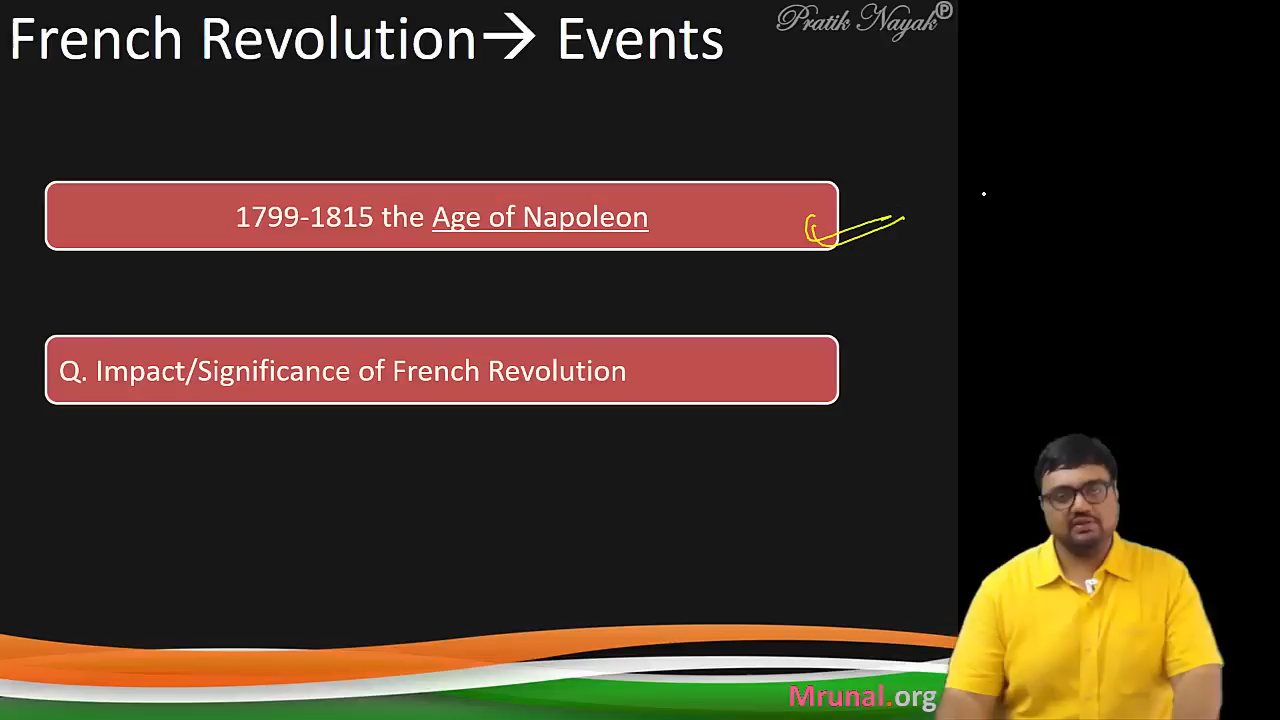 French Revolution→ Events
Pratik Nayak℗
1799-1815 the Age of Napoleon
Q. Impact/Significance of French Revolution
Mrunal.org